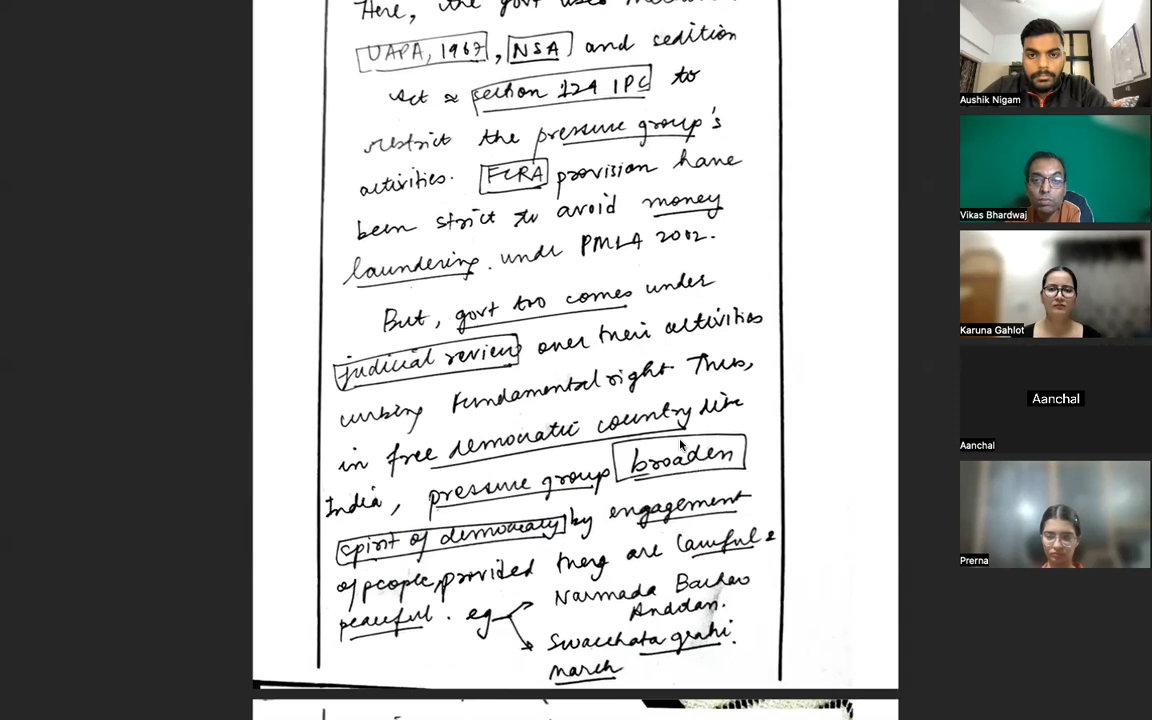 Here, the govt uses
UAPA, 1967, NSA and sedition
Act ≈ section 124 IPC to
restrict the pressure group's
activities. FCRA provision have
been strict to avoid money
laundering. unde PMLA 2002.
But, govt too comes under
judicial review over their activities
curbing Fundamental right Thus,
in free democratic country like
India, pressure group broaden
spirit of democracy by engagement
of people, provided they are lawful &
peaceful. eg
Narmada Bachao
Andolan.
Swacchata grahi.
march
Aushik Nigam
Vikas Bhardwaj
Karuna Gahlot
Aanchal
Aanchal
Prerna